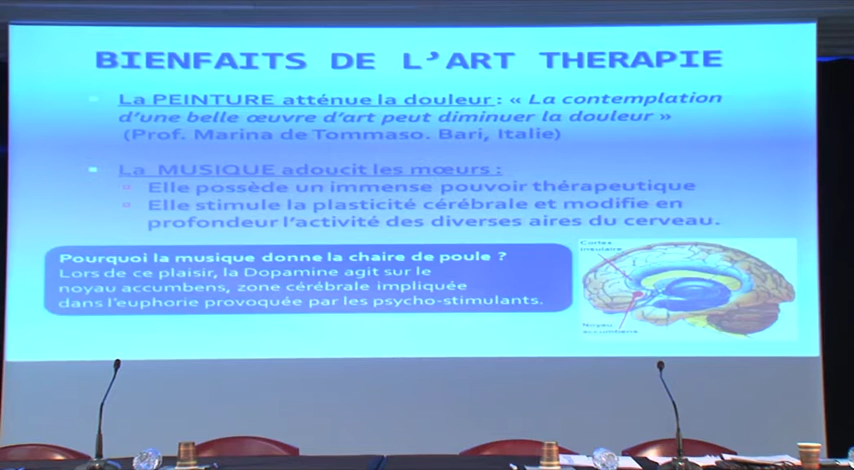 BIENFAITS DE L'ART THERAPIE
La PEINTURE atténue la douleur : « La contemplation
d'une belle œuvre d'art peut diminuer la douleur »
(Prof. Marina de Tommaso. Bari, Italie)
La MUSIQUE adoucit les mœurs :
Elle possède un immense pouvoir thérapeutique
Elle stimule la plasticité cérébrale et modifie en
profondeur l'activité des diverses aires du cerveau.
Pourquoi la musique donne la chaire de poule ?
Lors de ce plaisir, la Dopamine agit sur le
noyau accumbens, zone cérébrale impliquée
dans l'euphorie provoquée par les psycho-stimulants.
Cortex
insulaire
Noyau
accumbens